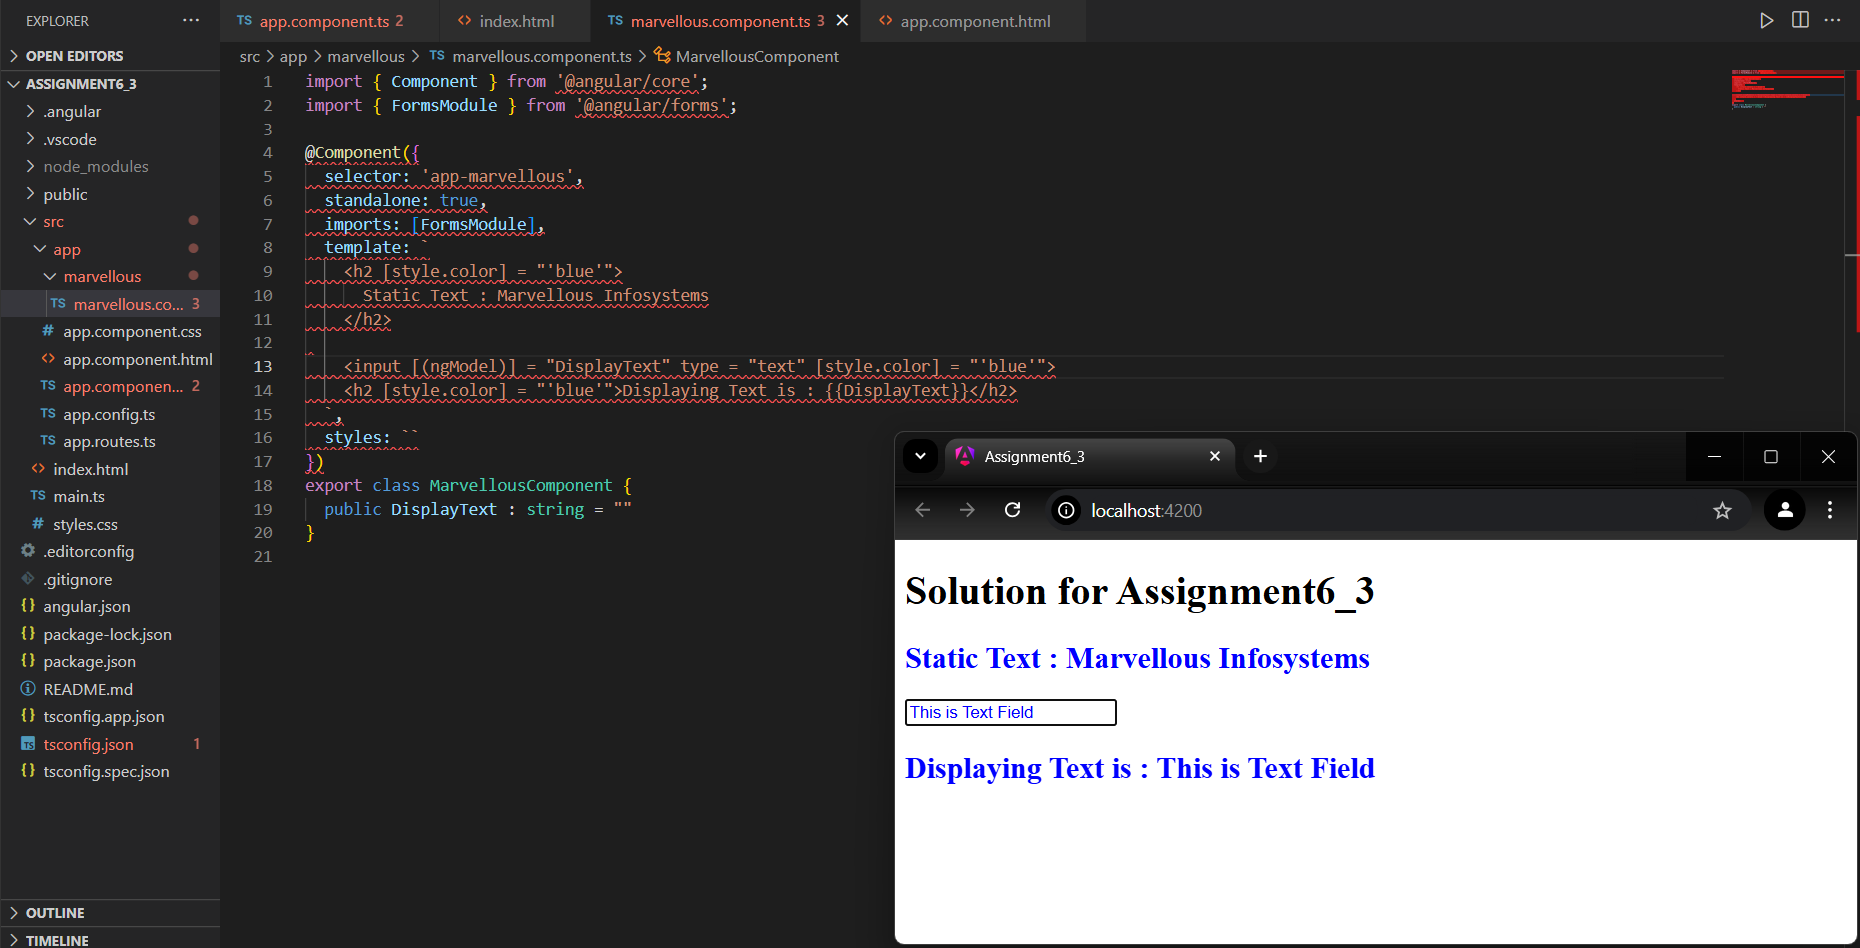 EXPLORER
OPEN EDITORS
ASSIGNMENT6_3
.angular
.vscode
node_modules
public
src
app
marvellous
TS marvellous.co... 3
# app.component.css
<> app.component.html
TS app.componen... 2
TS app.config.ts
TS app.routes.ts
<> index.html
TS main.ts
# styles.css
.editorconfig
.gitignore
{} angular.json
{} package-lock.json
{} package.json
README.md
{} tsconfig.app.json
TS tsconfig.json 1
{} tsconfig.spec.json
OUTLINE
TIMELINE
TS app.component.ts 2
<> index.html
TS marvellous.component.ts 3
<> app.component.html
src > app > marvellous > TS marvellous.component.ts > MarvellousComponent
1 import { Component } from '@angular/core';
2 import { FormsModule } from '@angular/forms';
3
4 @Component({
5 selector: 'app-marvellous',
6 standalone: true,
7 imports: [FormsModule],
8 template: `
9 <h2 [style.color] = "'blue'">
10 Static Text : Marvellous Infosystems
11 </h2>
12
13 <input [(ngModel)] = "DisplayText" type = "text" [style.color] = "'blue'">
14 <h2 [style.color] = "'blue'">Displaying Text is : {{DisplayText}}</h2>
15 `,
16 styles: ``
17 })
18 export class MarvellousComponent {
19 public DisplayText : string = ""
20 }
21
Assignment6_3
localhost:4200
Solution for Assignment6_3
Static Text : Marvellous Infosystems
This is Text Field
Displaying Text is : This is Text Field